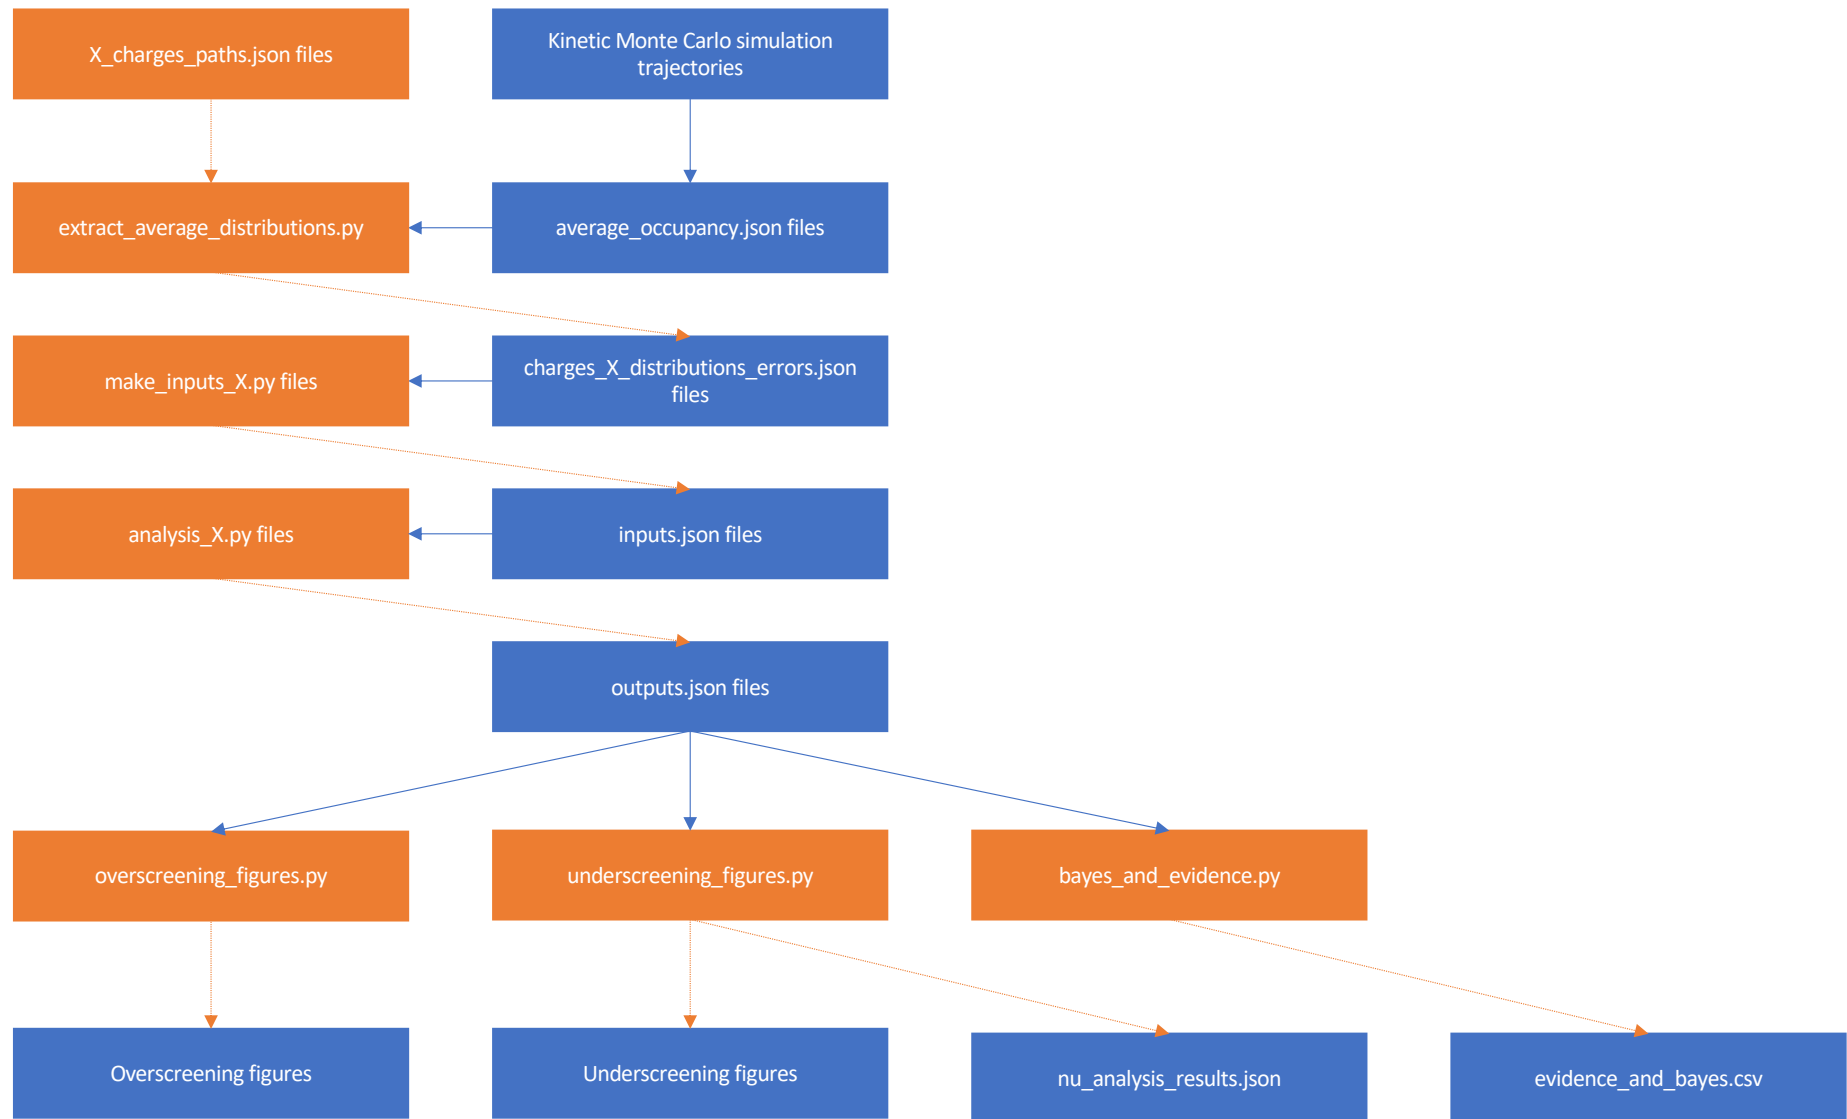 X_charges_paths.json files
Kinetic Monte Carlo simulation
trajectories
extract_average_distributions.py
average_occupancy.json files
make_inputs_X.py files
charges_X_distributions_errors.json
files
analysis_X.py files
inputs.json files
outputs.json files
overscreening_figures.py
underscreening_figures.py
bayes_and_evidence.py
Overscreening figures
Underscreening figures
nu_analysis_results.json
evidence_and_bayes.csv